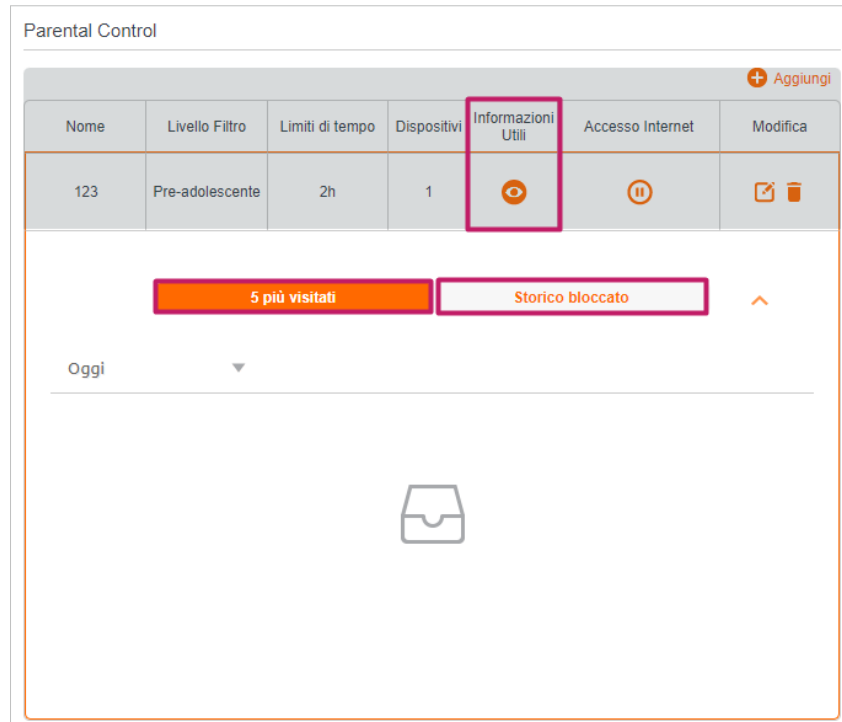 Parental Control
Aggiungi
Nome
Livello Filtro
Limiti di tempo
Dispositivi
Informazioni
Utili
Accesso Internet
Modifica
123
Pre-adolescente
2h
1
5 più visitati
Storico bloccato
Oggi